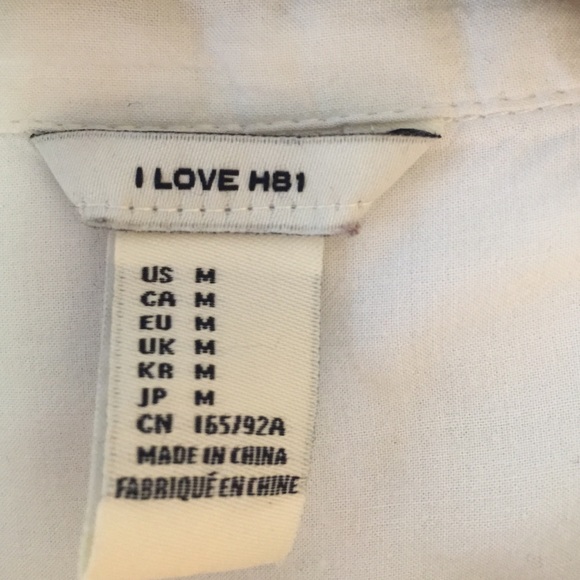 I LOVE H81
US M
CA M
EU M
UK M
KR M
JP M
CN 165/92A
MADE IN CHINA
FABRIQUÉ EN CHINE